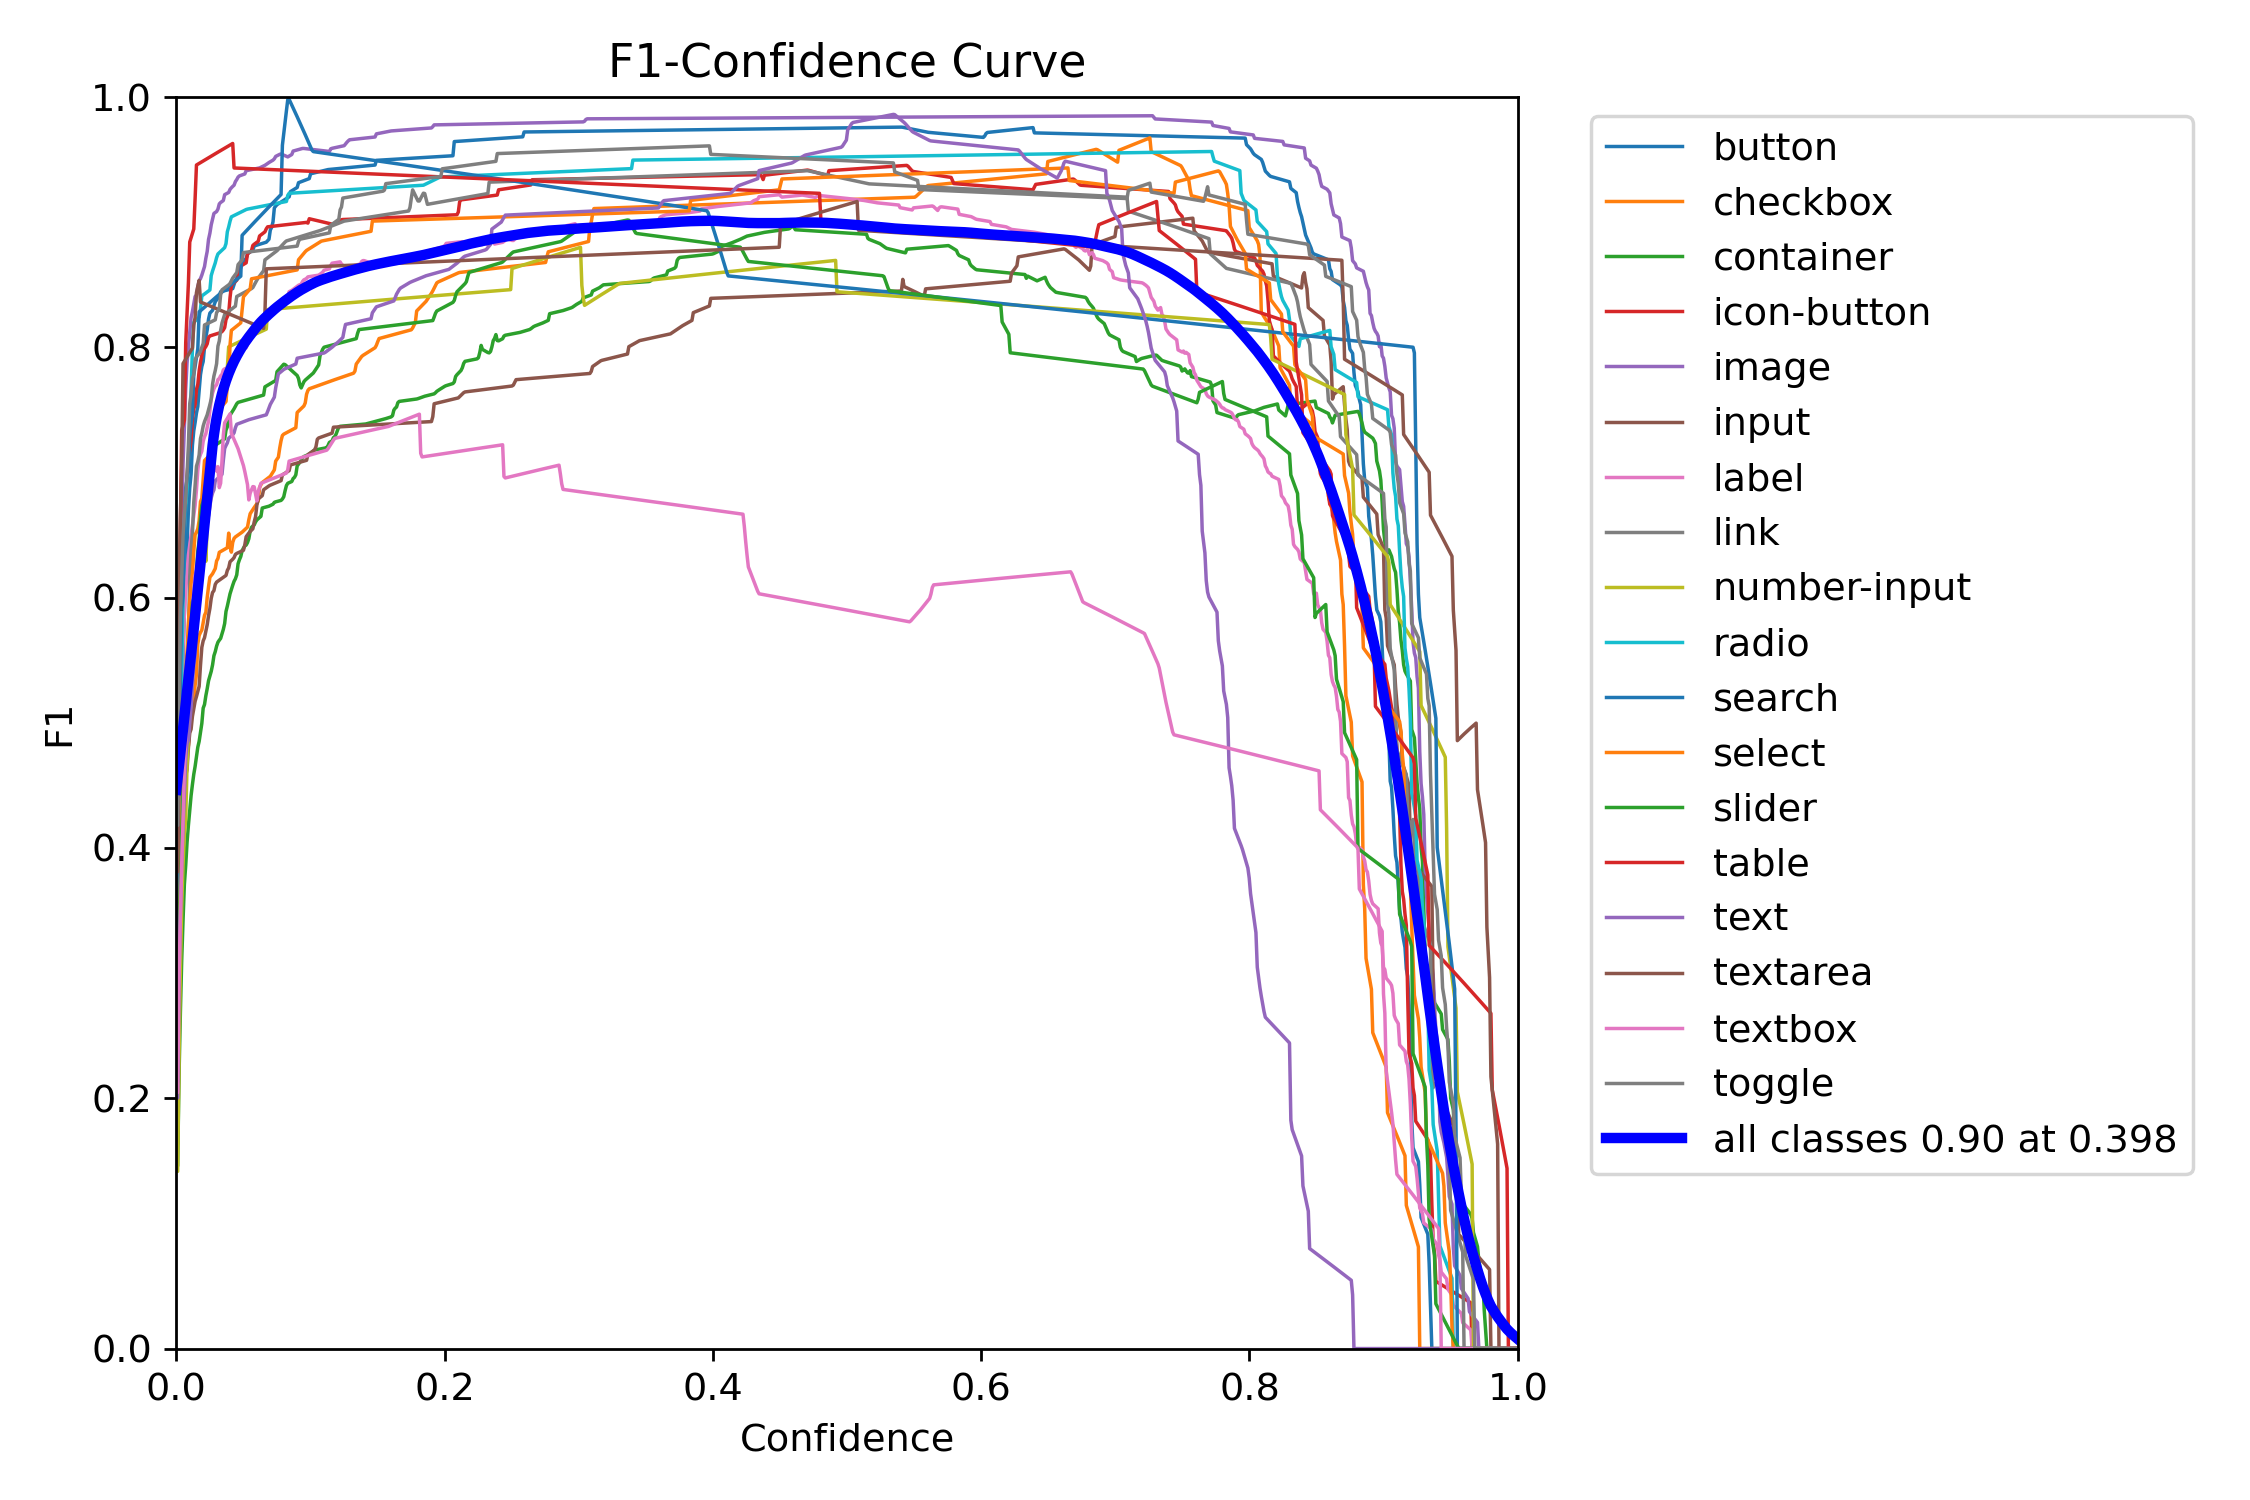 F1-Confidence Curve
1.0
0.8
0.6
0.4
0.2
0.0
F1
0.0 0.2 0.4 0.6 0.8 1.0
Confidence
button
checkbox
container
icon-button
image
input
label
link
number-input
radio
search
select
slider
table
text
textarea
textbox
toggle
all classes 0.90 at 0.398